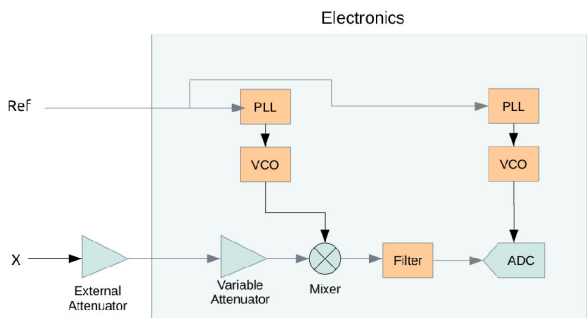 Electronics
Ref
PLL
PLL
VCO
VCO
X
External
Attenuator
Variable
Attenuator
Mixer
Filter
ADC